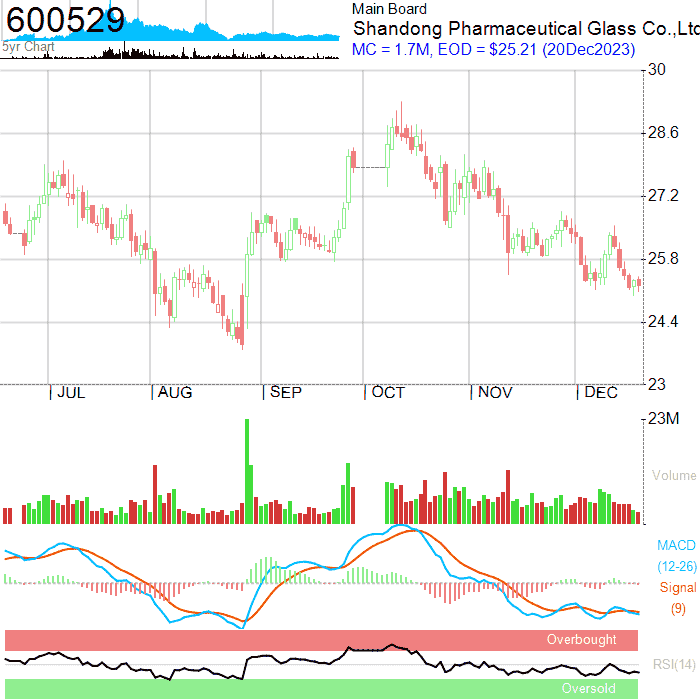 600529
5yr Chart
Main Board
Shandong Pharmaceutical Glass Co.,Ltd
MC = 1.7M, EOD = $25.21 (20Dec2023)
30
28.6
27.2
25.8
24.4
23
JUL AUG SEP OCT NOV DEC
23M
Volume
MACD
(12-26)
Signal
(9)
Overbought
RSI(14)
Oversold